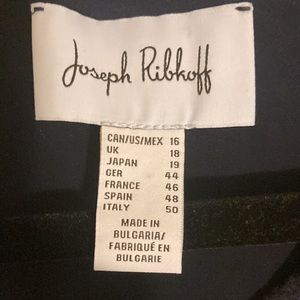 Joseph Ribkoff
CAN/US/MEX 16
UK 18
JAPAN 19
GER 44
FRANCE 46
SPAIN 48
ITALY 50
MADE IN
BULGARIA/
FABRIQUÉ EN
BULGARIE